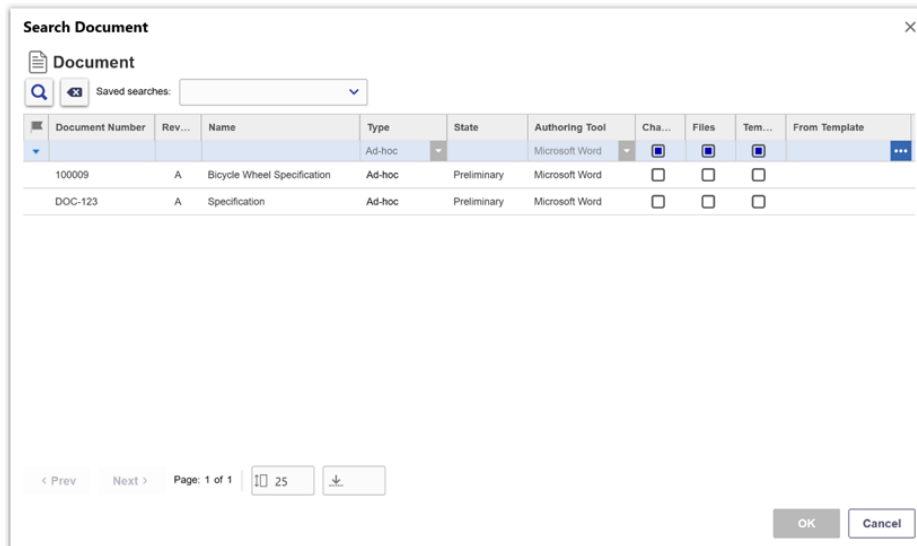 Search Document
Document
Saved searches:
Document Number Rev... Name Type State Authoring Tool Cha... Files Tem... From Template
Ad-hoc Microsoft Word
100009 A Bicycle Wheel Specification Ad-hoc Preliminary Microsoft Word
DOC-123 A Specification Ad-hoc Preliminary Microsoft Word
< Prev Next > Page: 1 of 1 25
OK Cancel